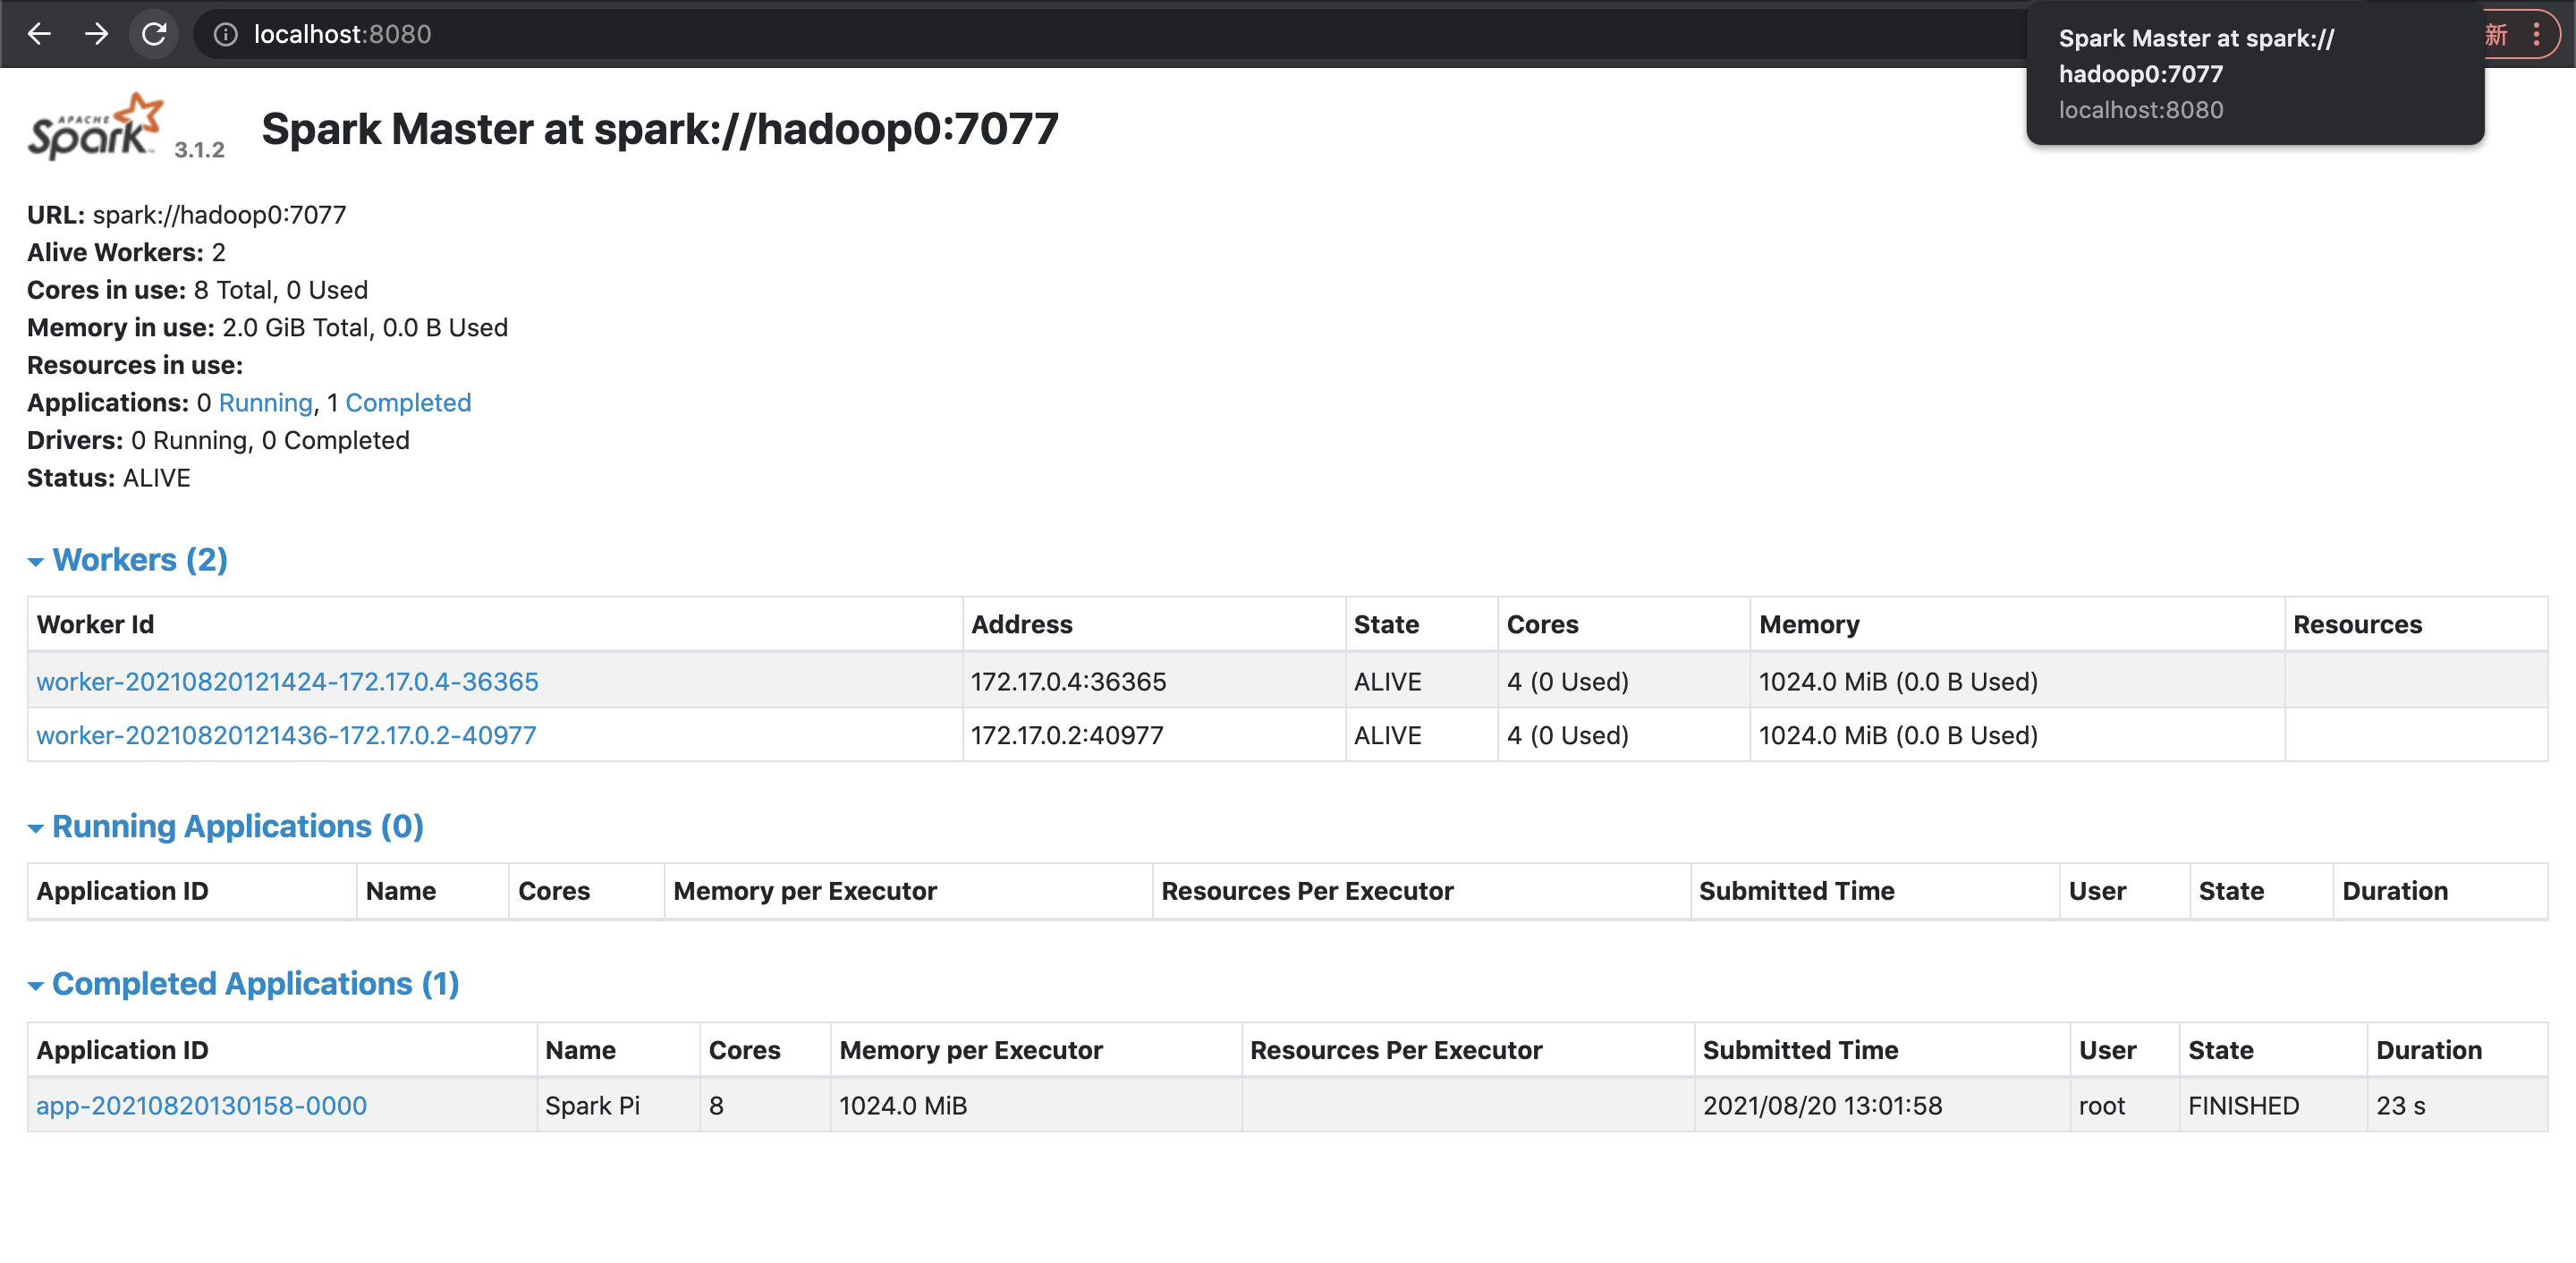 localhost:8080
新
Spark Master at spark://
hadoop0:7077
localhost:8080
APACHE
Spark™ 3.1.2
Spark Master at spark://hadoop0:7077
URL: spark://hadoop0:7077
Alive Workers: 2
Cores in use: 8 Total, 0 Used
Memory in use: 2.0 GiB Total, 0.0 B Used
Resources in use:
Applications: 0 Running, 1 Completed
Drivers: 0 Running, 0 Completed
Status: ALIVE
Workers (2)
Worker Id Address State Cores Memory Resources
worker-20210820121424-172.17.0.4-36365 172.17.0.4:36365 ALIVE 4 (0 Used) 1024.0 MiB (0.0 B Used)
worker-20210820121436-172.17.0.2-40977 172.17.0.2:40977 ALIVE 4 (0 Used) 1024.0 MiB (0.0 B Used)
Running Applications (0)
Application ID Name Cores Memory per Executor Resources Per Executor Submitted Time User State Duration
Completed Applications (1)
Application ID Name Cores Memory per Executor Resources Per Executor Submitted Time User State Duration
app-20210820130158-0000 Spark Pi 8 1024.0 MiB 2021/08/20 13:01:58 root FINISHED 23 s